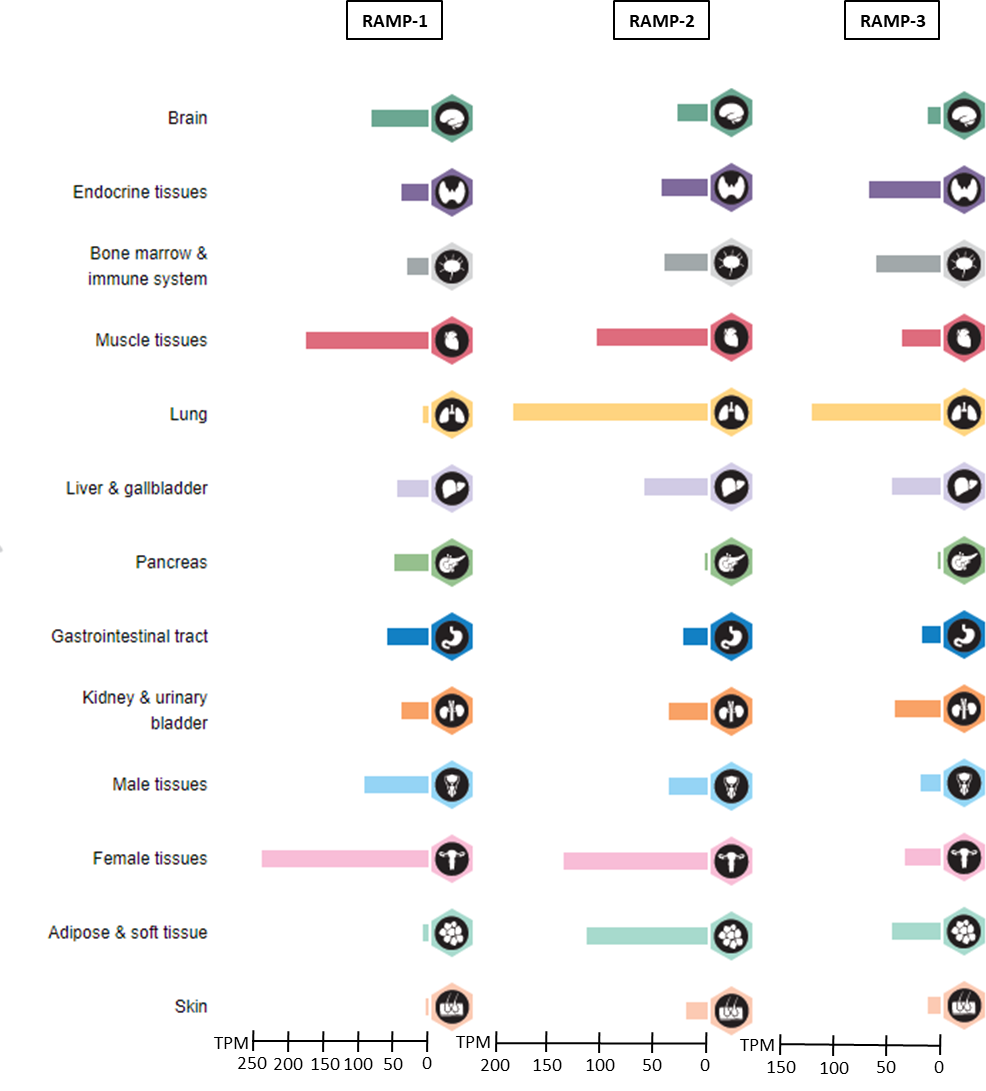 RAMP-1 RAMP-2 RAMP-3
Brain
Endocrine tissues
Bone marrow &
immune system
Muscle tissues
Lung
Liver & gallbladder
Pancreas
Gastrointestinal tract
Kidney & urinary
bladder
Male tissues
Female tissues
Adipose & soft tissue
Skin
TPM TPM TPM
250 200 150 100 50 0 200 150 100 50 0 150 100 50 0